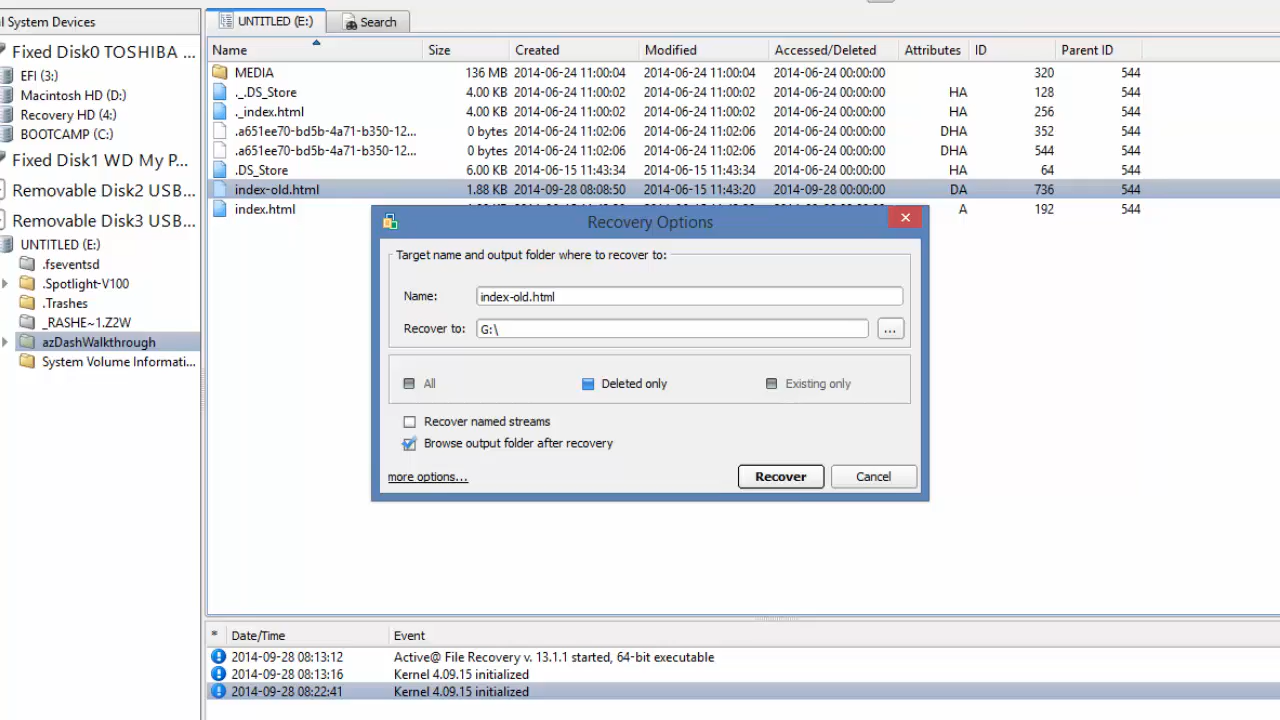 l System Devices
Fixed Disk0 TOSHIBA ...
EFI (3:)
Macintosh HD (D:)
Recovery HD (4:)
BOOTCAMP (C:)
Fixed Disk1 WD My P...
Removable Disk2 USB...
Removable Disk3 USB...
UNTITLED (E:)
.fseventsd
.Spotlight-V100
.Trashes
_RASHE~1.Z2W
azDashWalkthrough
System Volume Informati...
UNTITLED (E:) Search
Name Size Created Modified Accessed/Deleted Attributes ID Parent ID
MEDIA 136 MB 2014-06-24 11:00:04 2014-06-24 11:00:04 2014-06-24 00:00:00 320 544
._.DS_Store 4.00 KB 2014-06-24 11:00:02 2014-06-24 11:00:02 2014-06-24 00:00:00 HA 128 544
._index.html 4.00 KB 2014-06-24 11:00:02 2014-06-24 11:00:02 2014-06-24 00:00:00 HA 256 544
.a651ee70-bd5b-4a71-b350-12... 0 bytes 2014-06-24 11:02:06 2014-06-24 11:02:06 2014-06-24 00:00:00 DHA 352 544
.a651ee70-bd5b-4a71-b350-12... 0 bytes 2014-06-24 11:02:06 2014-06-24 11:02:06 2014-06-24 00:00:00 DHA 544 544
.DS_Store 6.00 KB 2014-06-15 11:43:34 2014-06-15 11:43:34 2014-06-24 00:00:00 HA 64 544
index-old.html 1.88 KB 2014-09-28 08:08:50 2014-06-15 11:43:20 2014-09-28 00:00:00 DA 736 544
index.html A 192 544
Recovery Options
Target name and output folder where to recover to:
Name: index-old.html
Recover to: G:\ ...
All Deleted only Existing only
Recover named streams
Browse output folder after recovery
more options... Recover Cancel
* Date/Time Event
2014-09-28 08:13:12 Active@ File Recovery v. 13.1.1 started, 64-bit executable
2014-09-28 08:13:16 Kernel 4.09.15 initialized
2014-09-28 08:22:41 Kernel 4.09.15 initialized